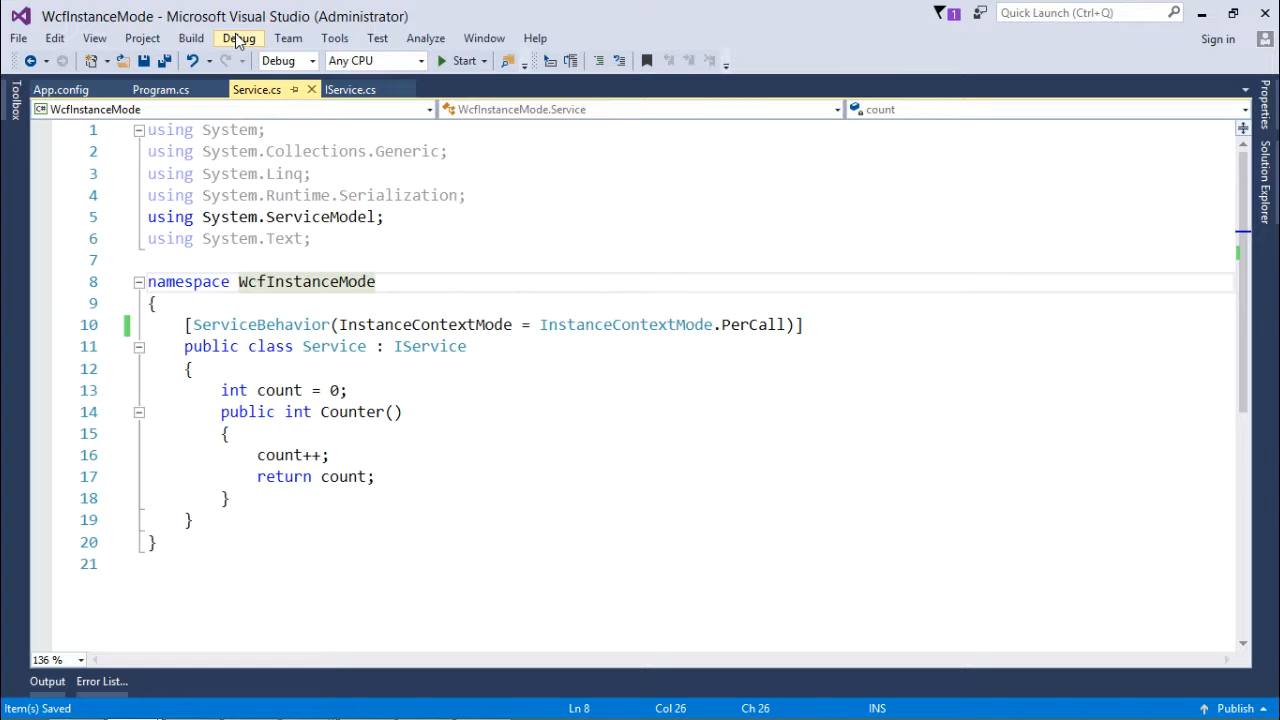 WcfInstanceMode - Microsoft Visual Studio (Administrator)
1
Quick Launch (Ctrl+Q)
File Edit View Project Build Debug Team Tools Test Analyze Window Help
Sign in
Debug Any CPU Start
App.config Program.cs Service.cs IService.cs
WcfInstanceMode WcfInstanceMode.Service count
Toolbox
Properties
Solution Explorer
1 using System;
2 using System.Collections.Generic;
3 using System.Linq;
4 using System.Runtime.Serialization;
5 using System.ServiceModel;
6 using System.Text;
7
8 namespace WcfInstanceMode
9 {
10 [ServiceBehavior(InstanceContextMode = InstanceContextMode.PerCall)]
11 public class Service : IService
12 {
13 int count = 0;
14 public int Counter()
15 {
16 count++;
17 return count;
18 }
19 }
20 }
21
136 %
Output Error List...
Item(s) Saved Ln 8 Col 26 Ch 26 INS Publish